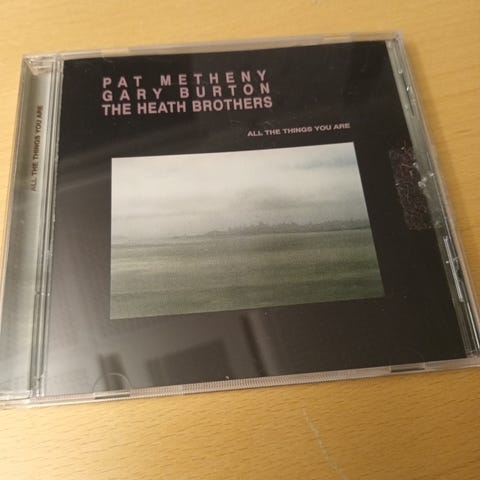 PAT METHENY
GARY BURTON
THE HEATH BROTHERS
ALL THE THINGS YOU ARE
ALL THE THINGS YOU ARE